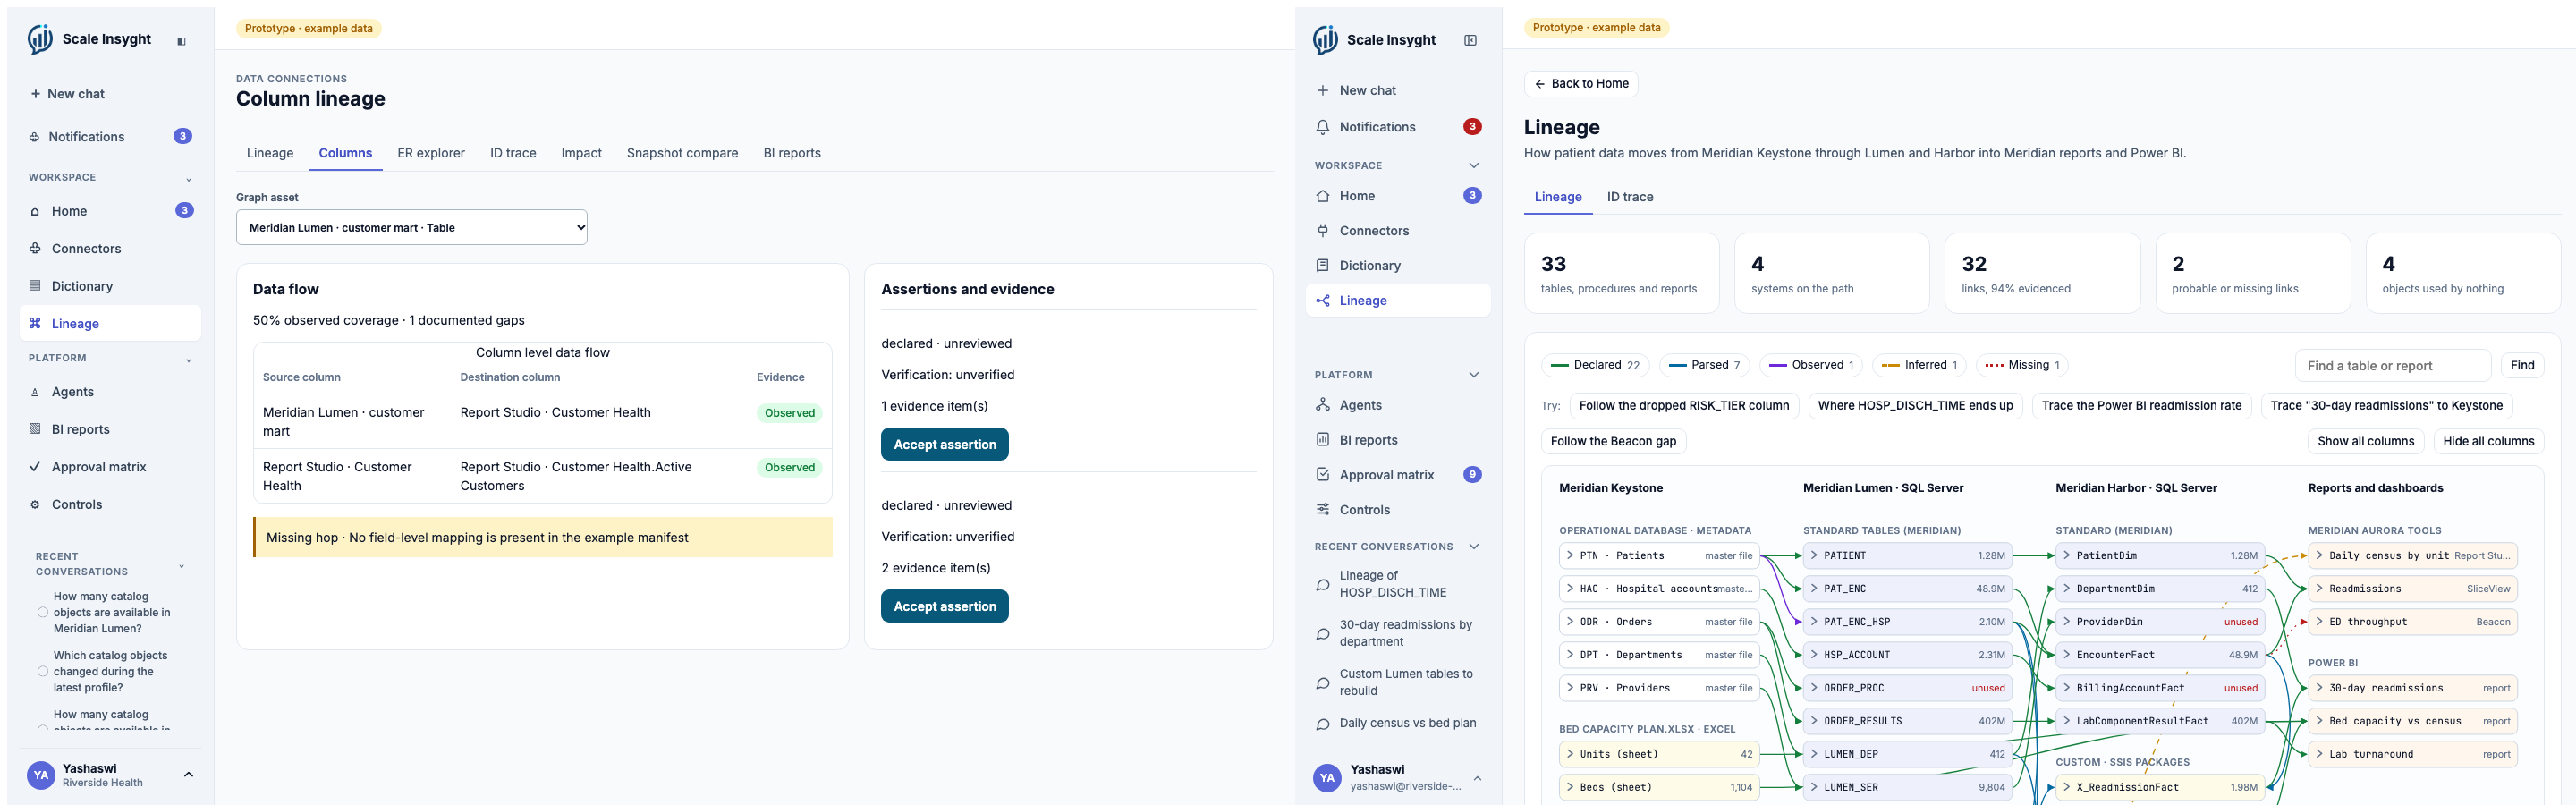 Scale Insyght
New chat
Notifications
3
WORKSPACE
Home
3
Connectors
Dictionary
Lineage
PLATFORM
Agents
BI reports
Approval matrix
Controls
RECENT
CONVERSATIONS
How many catalog
objects are available in
Meridian Lumen?
Which catalog objects
changed during the
latest profile?
How many catalog
objects are available in
YA
Yashaswi
Riverside Health
Prototype · example data
DATA CONNECTIONS
Column lineage
Lineage
Columns
ER explorer
ID trace
Impact
Snapshot compare
BI reports
Graph asset
Meridian Lumen · customer mart · Table
Data flow
50% observed coverage · 1 documented gaps
Column level data flow
Source column
Destination column
Evidence
Meridian Lumen · customer
mart
Report Studio · Customer Health
Observed
Report Studio · Customer
Health
Report Studio · Customer Health.Active
Customers
Observed
Missing hop · No field-level mapping is present in the example manifest
Assertions and evidence
declared · unreviewed
Verification: unverified
1 evidence item(s)
Accept assertion
declared · unreviewed
Verification: unverified
2 evidence item(s)
Accept assertion
Scale Insyght
New chat
Notifications
3
WORKSPACE
Home
3
Connectors
Dictionary
Lineage
PLATFORM
Agents
BI reports
Approval matrix
9
Controls
RECENT CONVERSATIONS
Lineage of
HOSP_DISCH_TIME
30-day readmissions by
department
Custom Lumen tables to
rebuild
Daily census vs bed plan
YA
Yashaswi
yashaswi@riverside-...
Prototype · example data
Back to Home
Lineage
How patient data moves from Meridian Keystone through Lumen and Harbor into Meridian reports and Power BI.
Lineage
ID trace
33
tables, procedures and reports
4
systems on the path
32
links, 94% evidenced
2
probable or missing links
4
objects used by nothing
Declared 22
Parsed 7
Observed 1
Inferred 1
Missing 1
Find a table or report
Find
Try:
Follow the dropped RISK_TIER column
Where HOSP_DISCH_TIME ends up
Trace the Power BI readmission rate
Trace "30-day readmissions" to Keystone
Follow the Beacon gap
Show all columns
Hide all columns
Meridian Keystone
OPERATIONAL DATABASE · METADATA
PTN · Patients master file
HAC · Hospital accounts maste...
ODR · Orders master file
DPT · Departments master file
PRV · Providers master file
BED CAPACITY PLAN.XLSX · EXCEL
Units (sheet) 42
Beds (sheet) 1,104
Meridian Lumen · SQL Server
STANDARD TABLES (MERIDIAN)
PATIENT 1.28M
PAT_ENC 48.9M
PAT_ENC_HSP 2.10M
HSP_ACCOUNT 2.31M
ORDER_PROC unused
ORDER_RESULTS 402M
LUMEN_DEP 412
LUMEN_SER 9,804
Meridian Harbor · SQL Server
STANDARD (MERIDIAN)
PatientDim 1.28M
DepartmentDim 412
ProviderDim unused
EncounterFact 48.9M
BillingAccountFact unused
LabComponentResultFact 402M
CUSTOM · SSIS PACKAGES
X_ReadmissionFact 1.98M
Reports and dashboards
MERIDIAN AURORA TOOLS
Daily census by unit Report Stu...
Readmissions SliceView
ED throughput Beacon
POWER BI
30-day readmissions report
Bed capacity vs census report
Lab turnaround report